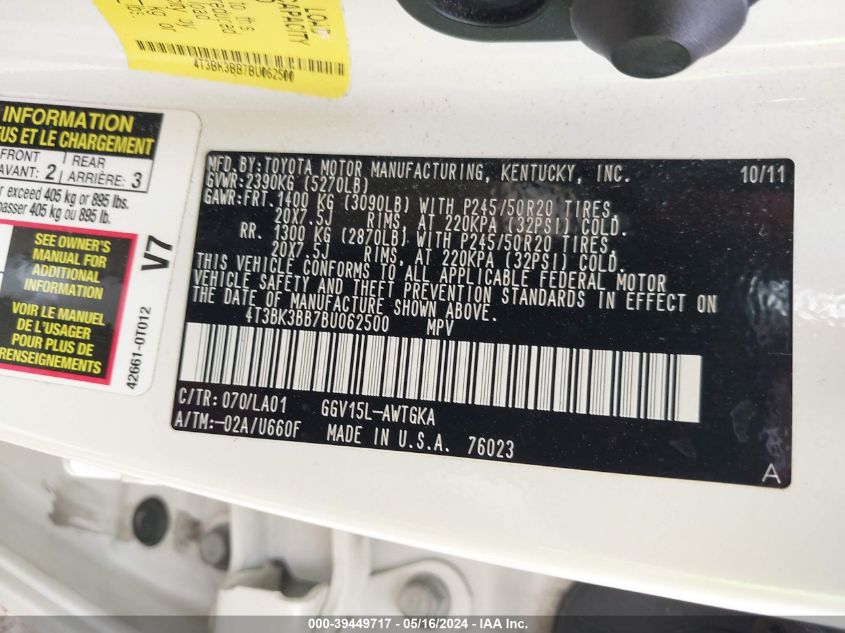 LOAD
CAPACITY
4T3BK3BB7BU062500
INFORMATION
TUS ET LE CHARGEMENT
FRONT
AVANT: 2
REAR
ARRIÈRE: 3
exceed 405 kg or 895 lbs.
passer 405 kg ou 895 lb.
SEE OWNER'S
MANUAL FOR
ADDITIONAL
INFORMATION
VOIR LE MANUEL
DE L'USAGER
POUR PLUS DE
RENSEIGNEMENTS
V7
42661-0T012
MFD. BY: TOYOTA MOTOR MANUFACTURING, KENTUCKY, INC. 10/11
GVWR: 2390KG (5270LB)
GAWR: FRT. 1400 KG (3090LB) WITH P245/50R20 TIRES,
20X7.5J RIMS, AT 220KPA (32PSI) COLD.
RR. 1300 KG (2870LB) WITH P245/50R20 TIRES,
20X7.5J RIMS, AT 220KPA (32PSI) COLD.
THIS VEHICLE CONFORMS TO ALL APPLICABLE FEDERAL MOTOR
VEHICLE SAFETY AND THEFT PREVENTION STANDARDS IN EFFECT ON
THE DATE OF MANUFACTURE SHOWN ABOVE.
4T3BK3BB7BU062500 MPV
C/TR: 070/LA01 GGV15L-AWTGKA
A/TM: -02A/U660F MADE IN U.S.A. 76023
A
000-39449717 - 05/16/2024 - IAA Inc.